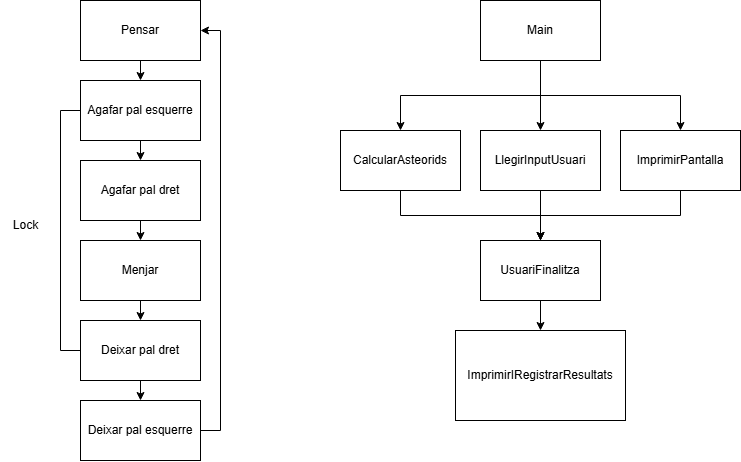 Pensar
Agafar pal esquerre
Agafar pal dret
Lock
Menjar
Deixar pal dret
Deixar pal esquerre
Main
CalcularAsteorids
LlegirInputUsuari
ImprimirPantalla
UsuariFinalitza
ImprimirIRegistrarResultats